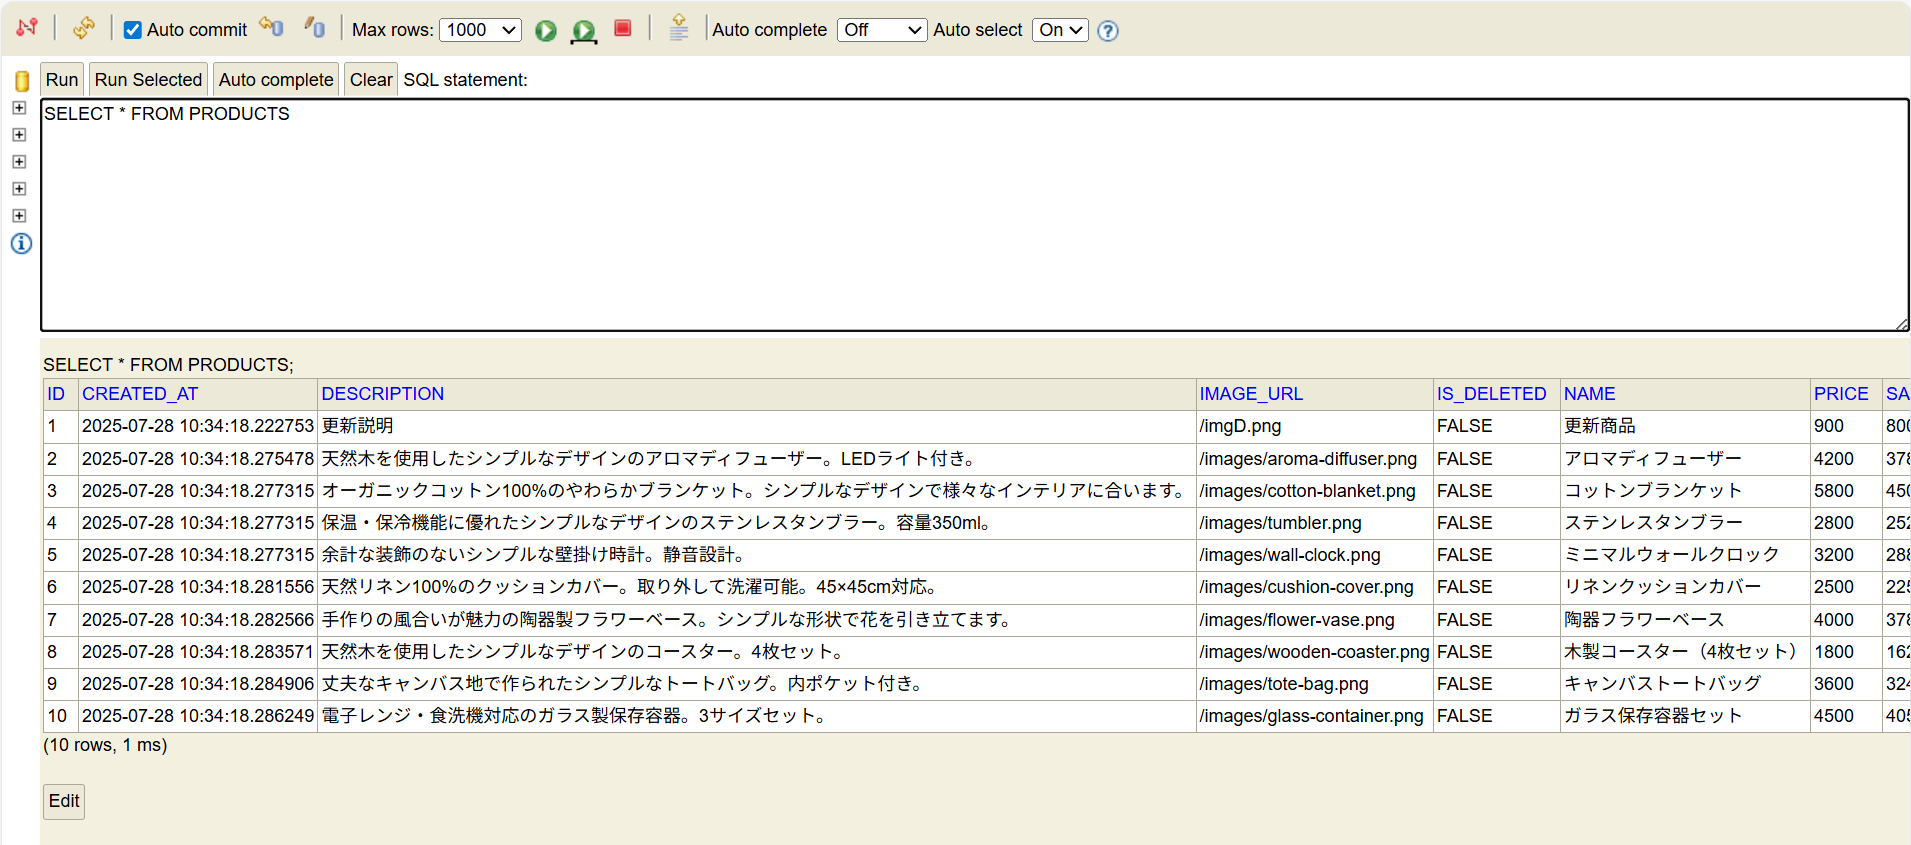 Auto commit Max rows: 1000 Auto complete Off Auto select On
Run Run Selected Auto complete Clear SQL statement:
SELECT * FROM PRODUCTS
SELECT * FROM PRODUCTS;
ID CREATED_AT DESCRIPTION IMAGE_URL IS_DELETED NAME PRICE SA
1 2025-07-28 10:34:18.222753 更新説明 /imgD.png FALSE 更新商品 900 800
2 2025-07-28 10:34:18.275478 天然木を使用したシンプルなデザインのアロマディフューザー。LEDライト付き。 /images/aroma-diffuser.png FALSE アロマディフューザー 4200 378
3 2025-07-28 10:34:18.277315 オーガニックコットン100%のやわらかブランケット。シンプルなデザインで様々なインテリアに合います。 /images/cotton-blanket.png FALSE コットンブランケット 5800 450
4 2025-07-28 10:34:18.277315 保温・保冷機能に優れたシンプルなデザインのステンレスタンブラー。容量350ml。 /images/tumbler.png FALSE ステンレスタンブラー 2800 252
5 2025-07-28 10:34:18.277315 余計な装飾のないシンプルな壁掛け時計。静音設計。 /images/wall-clock.png FALSE ミニマルウォールクロック 3200 288
6 2025-07-28 10:34:18.281556 天然リネン100%のクッションカバー。取り外して洗濯可能。45×45cm対応。 /images/cushion-cover.png FALSE リネンクッションカバー 2500 225
7 2025-07-28 10:34:18.282566 手作りの風合いが魅力の陶器製フラワーベース。シンプルな形状で花を引き立てます。 /images/flower-vase.png FALSE 陶器フラワーベース 4000 378
8 2025-07-28 10:34:18.283571 天然木を使用したシンプルなデザインのコースター。4枚セット。 /images/wooden-coaster.png FALSE 木製コースター（4枚セット） 1800 162
9 2025-07-28 10:34:18.284906 丈夫なキャンバス地で作られたシンプルなトートバッグ。内ポケット付き。 /images/tote-bag.png FALSE キャンバストートバッグ 3600 324
10 2025-07-28 10:34:18.286249 電子レンジ・食洗機対応のガラス製保存容器。3サイズセット。 /images/glass-container.png FALSE ガラス保存容器セット 4500 405
(10 rows, 1 ms)
Edit